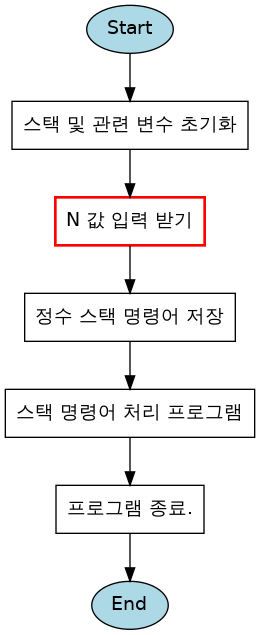 Start
스택 및 관련 변수 초기화
N 값 입력 받기
정수 스택 명령어 저장
스택 명령어 처리 프로그램
프로그램 종료.
End